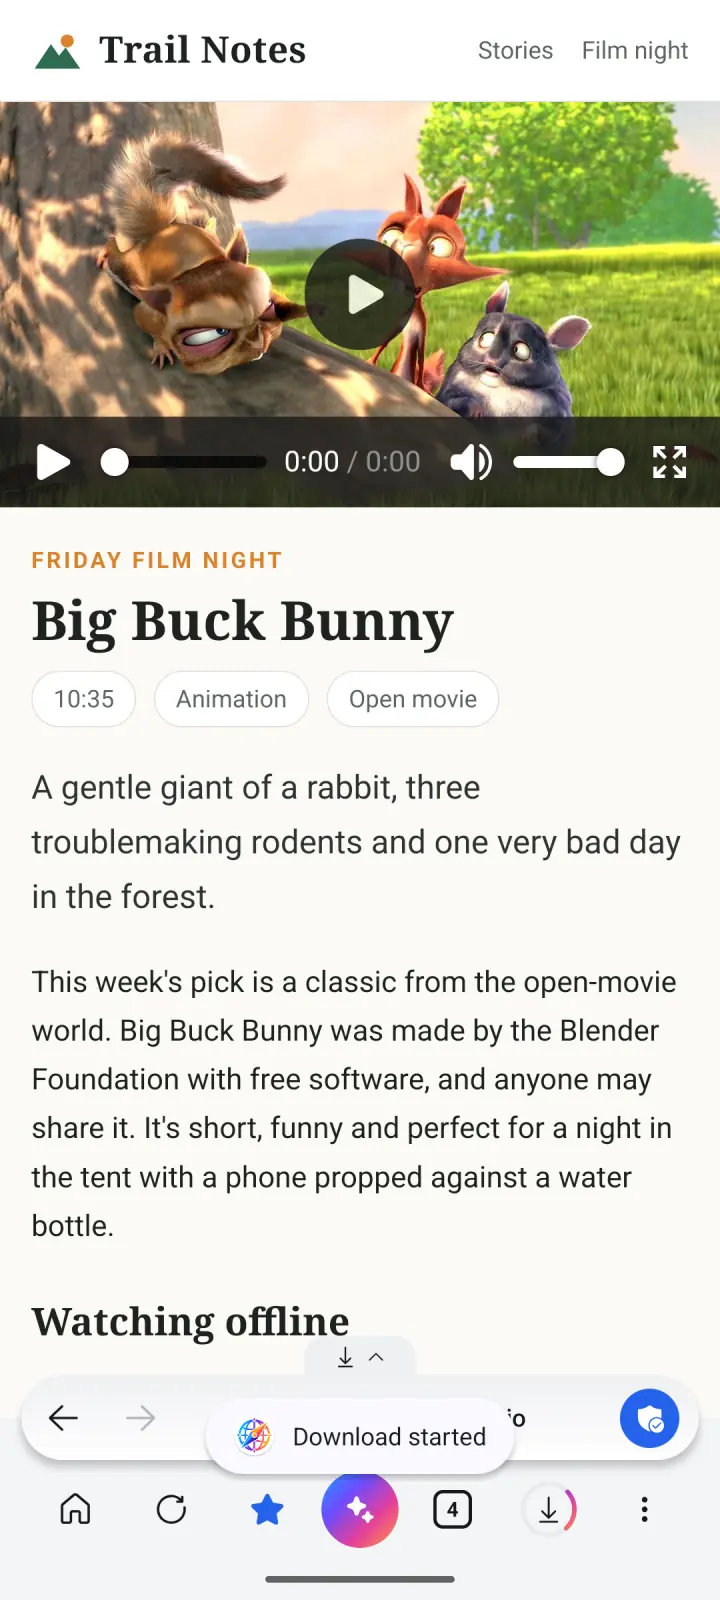 Trail Notes
Stories
Film night
0:00 / 0:00
FRIDAY FILM NIGHT
Big Buck Bunny
10:35
Animation
Open movie
A gentle giant of a rabbit, three
troublemaking rodents and one very bad day
in the forest.
This week's pick is a classic from the open-movie
world. Big Buck Bunny was made by the Blender
Foundation with free software, and anyone may
share it. It's short, funny and perfect for a night in
the tent with a phone propped against a water
bottle.
Watching offline
Download started
4